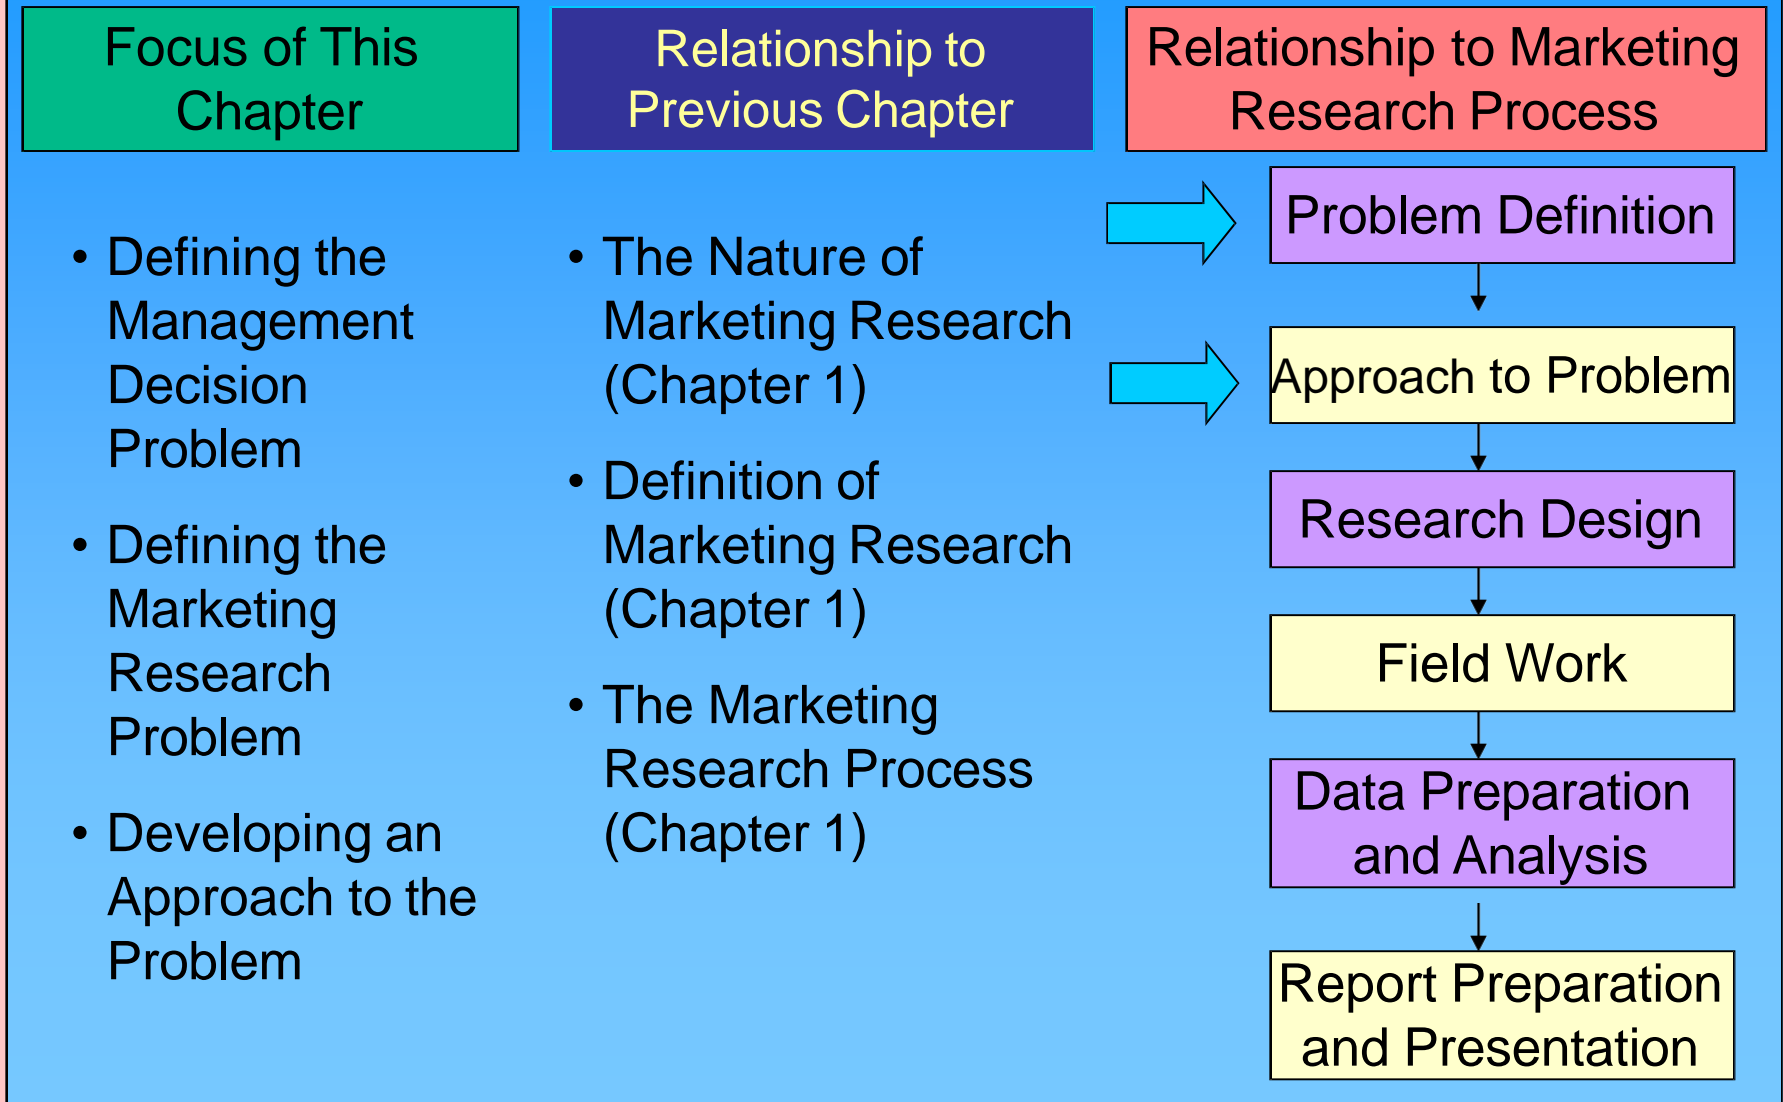 Focus of This
Chapter
Relationship to
Previous Chapter
Relationship to Marketing
Research Process
• Defining the
Management
Decision
Problem
• Defining the
Marketing
Research
Problem
• Developing an
Approach to the
Problem
• The Nature of
Marketing Research
(Chapter 1)
• Definition of
Marketing Research
(Chapter 1)
• The Marketing
Research Process
(Chapter 1)
Problem Definition
Approach to Problem
Research Design
Field Work
Data Preparation
and Analysis
Report Preparation
and Presentation